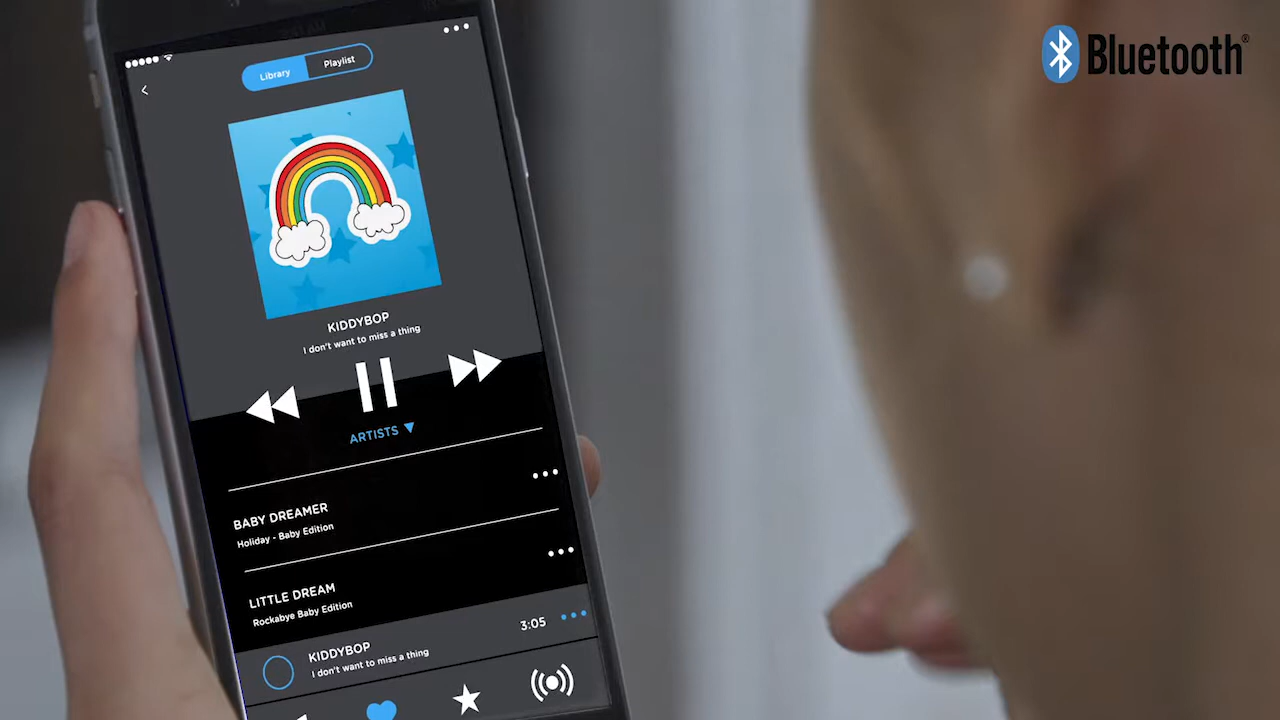 Bluetooth®
Library
Playlist
KIDDYBOP
I don't want to miss a thing
ARTISTS
BABY DREAMER
Holiday - Baby Edition
LITTLE DREAM
Rockabye Baby Edition
KIDDYBOP
I don't want to miss a thing
3:05